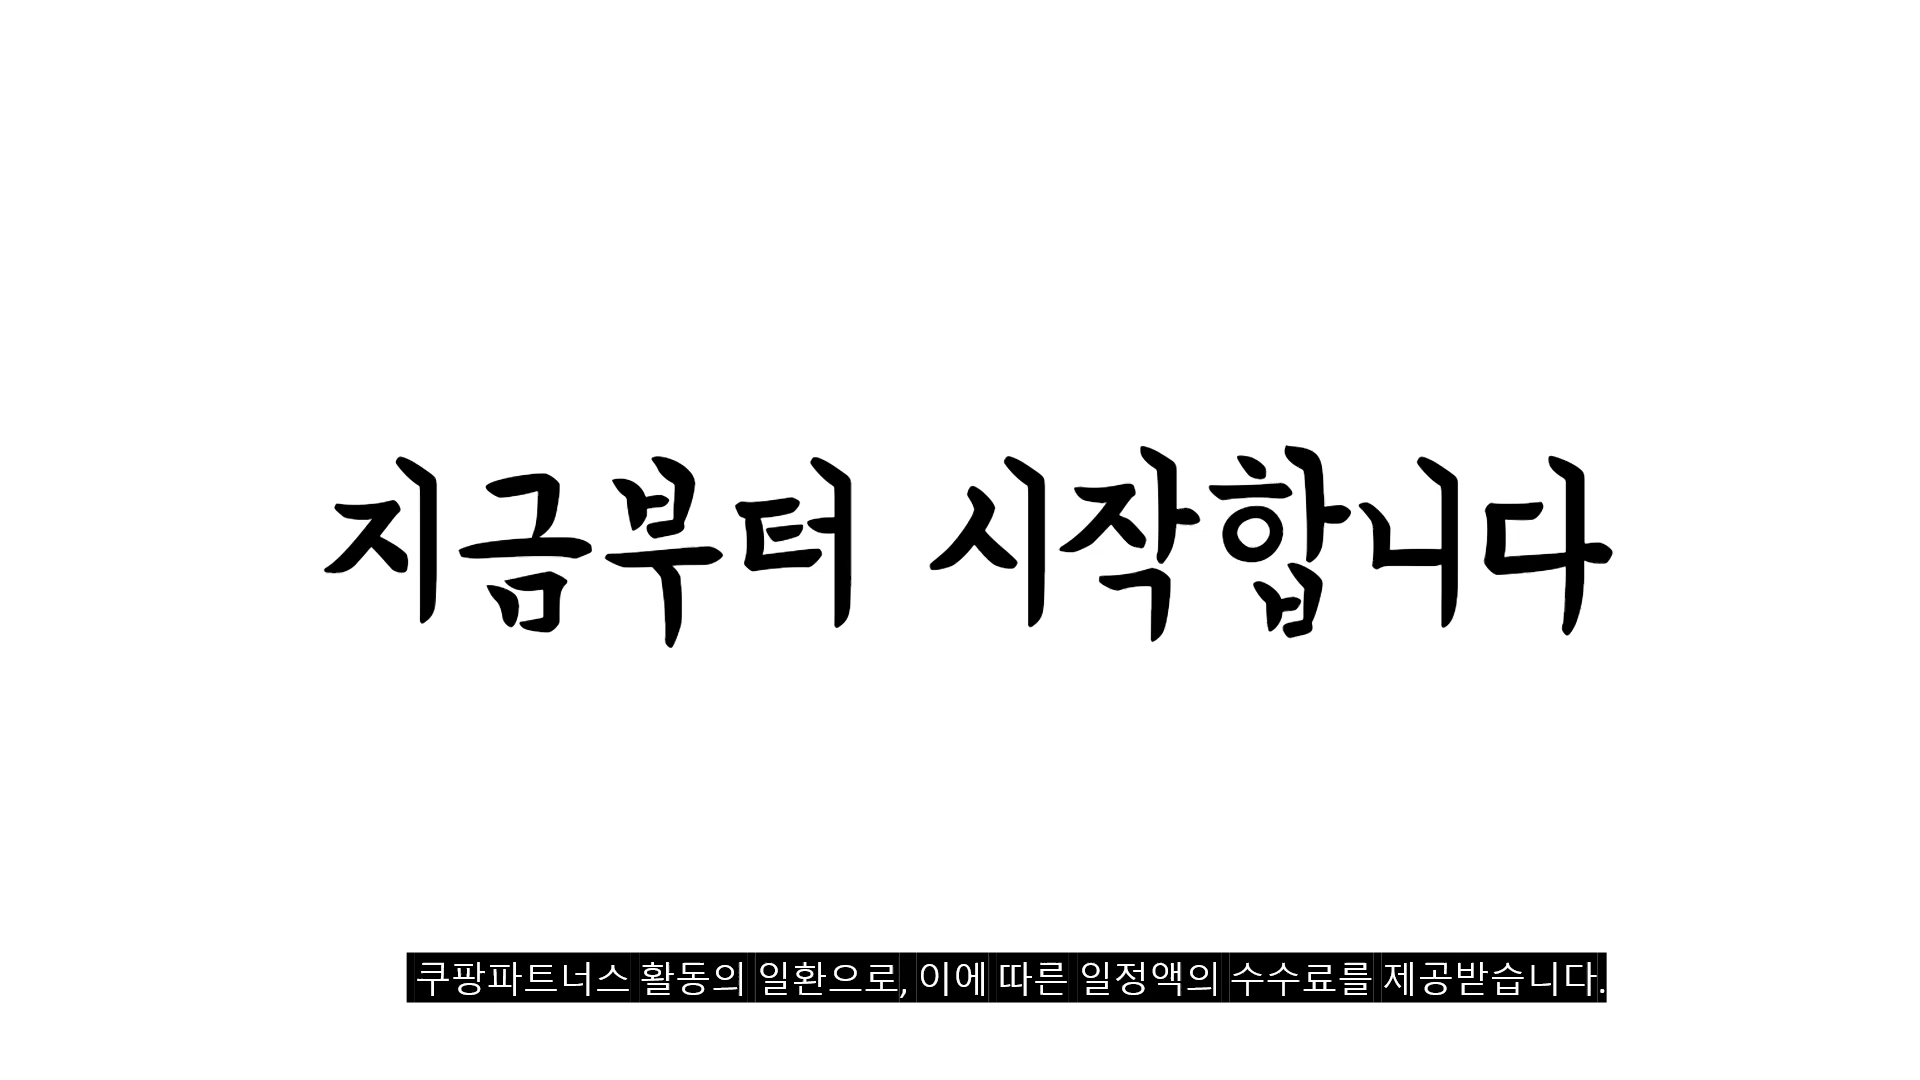 지금부터 시작합니다
쿠팡파트너스 활동의 일환으로, 이에 따른 일정액의 수수료를 제공받습니다.